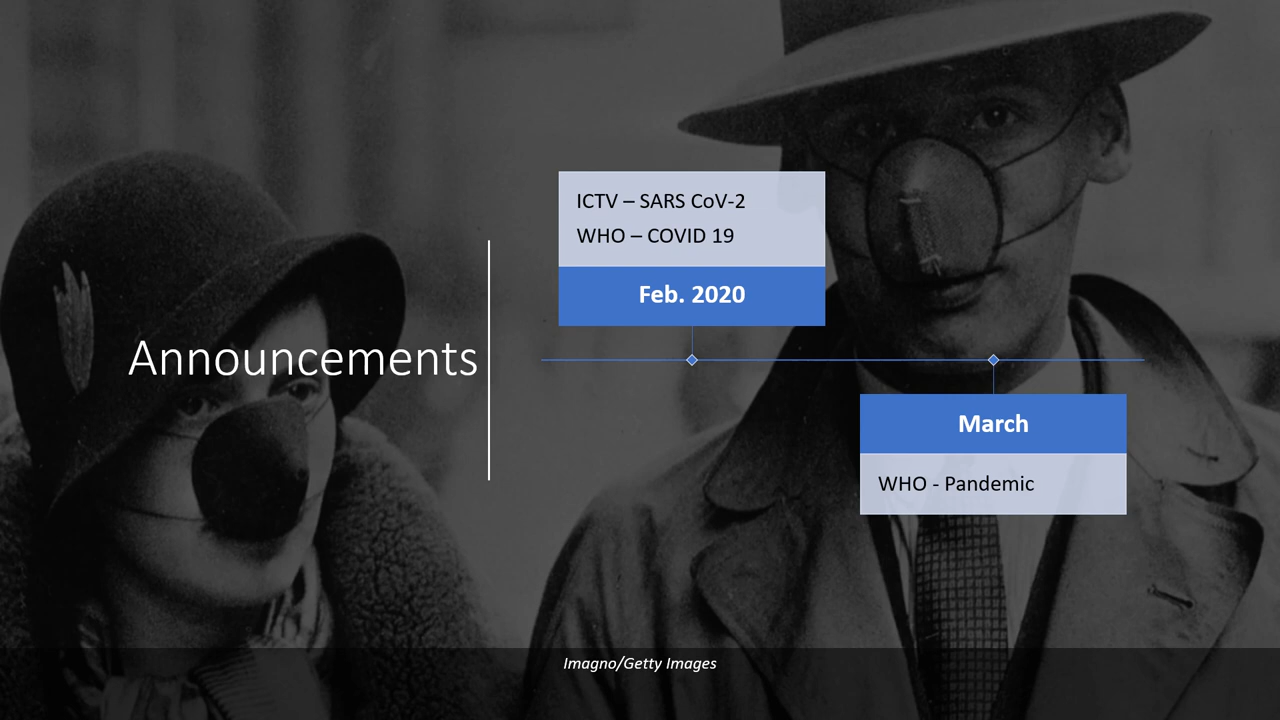 Announcements
ICTV – SARS CoV-2
WHO – COVID 19
Feb. 2020
March
WHO - Pandemic
Imagno/Getty Images